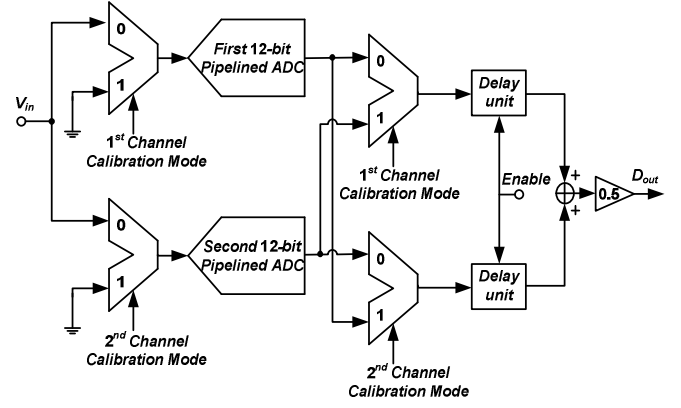 0
1
V_in
1st Channel
Calibration Mode
First 12-bit
Pipelined ADC
0
1
1st Channel
Calibration Mode
Delay
unit
Enable
+
+
0.5
D_out
0
1
2nd Channel
Calibration Mode
Second 12-bit
Pipelined ADC
0
1
2nd Channel
Calibration Mode
Delay
unit